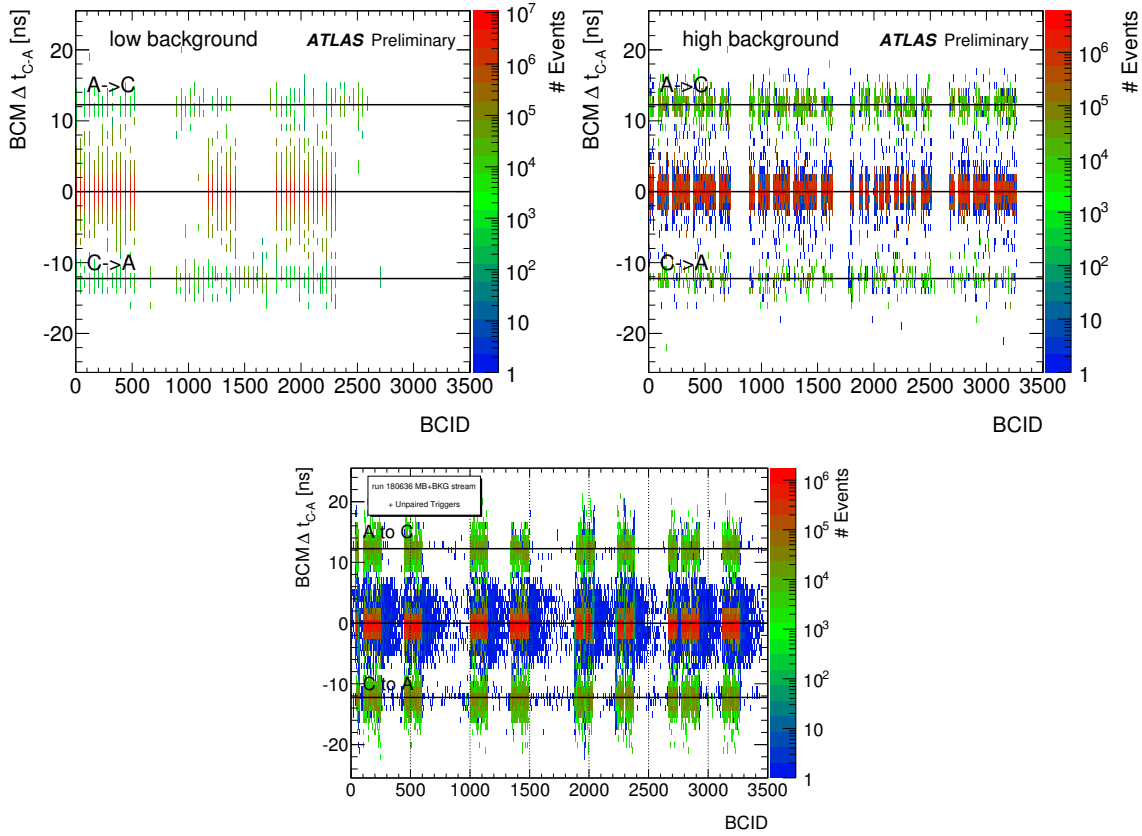 BCM Δ t_C-A [ns]
low background
ATLAS Preliminary
A->C
C->A
20
10
0
-10
-20
0 500 1000 1500 2000 2500 3000 3500
BCID
10^7
10^6
10^5
10^4
10^3
10^2
10
1
# Events
BCM Δ t_C-A [ns]
high background
ATLAS Preliminary
A->C
C->A
20
10
0
-10
-20
0 500 1000 1500 2000 2500 3000 3500
BCID
10^6
10^5
10^4
10^3
10^2
10
1
# Events
BCM Δ t_C-A [ns]
run 180636 MB+BKG stream
+ Unpaired Triggers
A to C
C to A
20
10
0
-10
-20
0 500 1000 1500 2000 2500 3000 3500
BCID
10^6
10^5
10^4
10^3
10^2
10
1
# Events